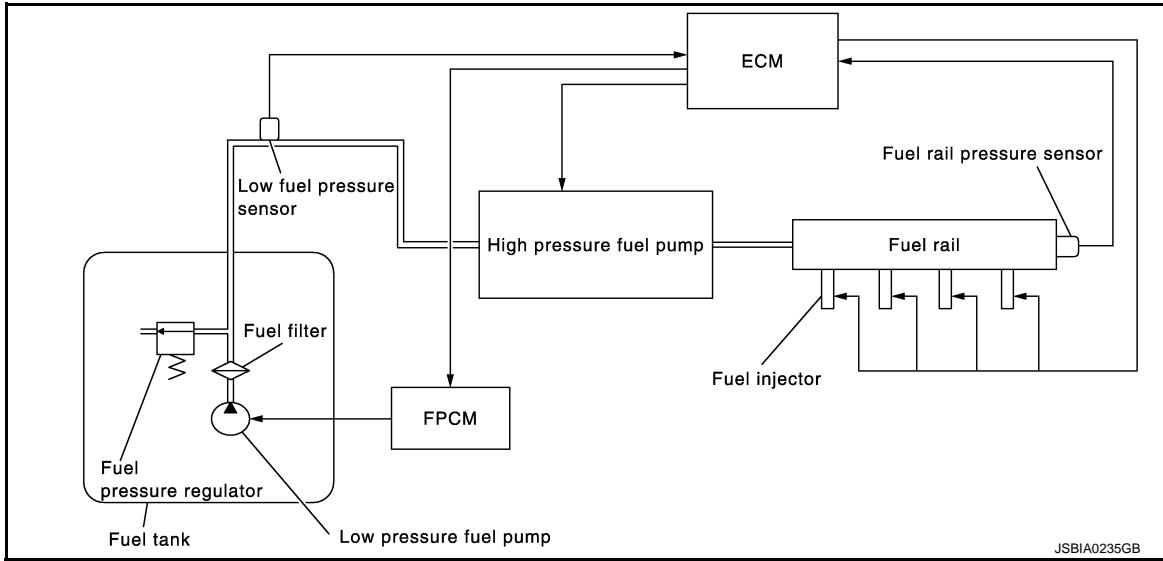 ECM
Fuel rail pressure sensor
Low fuel pressure
sensor
High pressure fuel pump
Fuel rail
Fuel filter
Fuel injector
FPCM
Fuel
pressure regulator
Fuel tank
Low pressure fuel pump
JSBIA0235GB